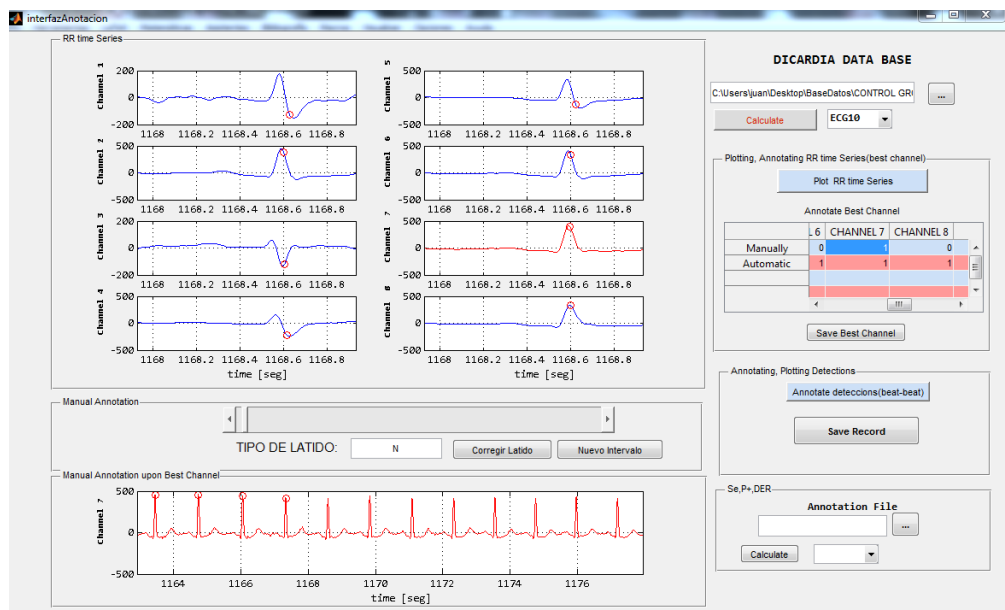 interfazAnotacion
RR time Series
Channel 1
200
0
-200
1168 1168.2 1168.4 1168.6 1168.8
Channel 2
500
0
-500
1168 1168.2 1168.4 1168.6 1168.8
Channel 3
200
0
-200
1168 1168.2 1168.4 1168.6 1168.8
Channel 4
500
0
-500
1168 1168.2 1168.4 1168.6 1168.8
time [seg]
5
500
0
-500
1168 1168.2 1168.4 1168.6 1168.8
Channel 6
500
0
-500
1168 1168.2 1168.4 1168.6 1168.8
Channel 7
500
0
-500
1168 1168.2 1168.4 1168.6 1168.8
Channel 8
500
0
-500
1168 1168.2 1168.4 1168.6 1168.8
time [seg]
Manual Annotation
TIPO DE LATIDO: N Corregir Latido Nuevo Intervalo
Manual Annotation upon Best Channel
Channel 7
500
0
-500
1164 1166 1168 1170 1172 1174 1176
time [seg]
DICARDIA DATA BASE
C:\Users\juan\Desktop\BaseDatos\CONTROL GR( ...
Calculate ECG10
Plotting, Annotating RR time Series(best channel)
Plot RR time Series
Annotate Best Channel
L 6 CHANNEL 7 CHANNEL 8
Manually 0 1 0
Automatic 1 1 1
Save Best Channel
Annotating, Plotting Detections
Annotate deteccions(beat-beat)
Save Record
Se,P+,DER
Annotation File
...
Calculate